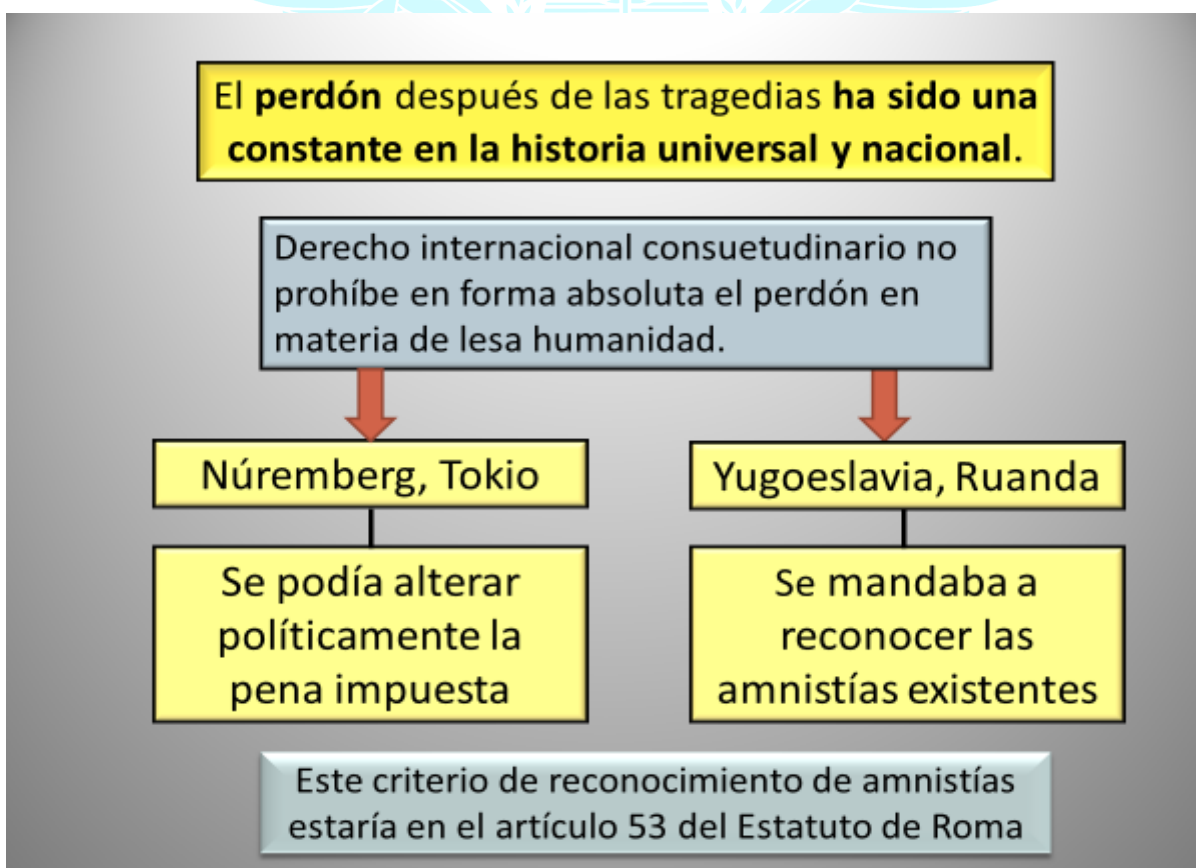 El perdón después de las tragedias ha sido una
constante en la historia universal y nacional.
Derecho internacional consuetudinario no
prohíbe en forma absoluta el perdón en
materia de lesa humanidad.
Núremberg, Tokio
Yugoeslavia, Ruanda
Se podía alterar
políticamente la
pena impuesta
Se mandaba a
reconocer las
amnistías existentes
Este criterio de reconocimiento de amnistías
estaría en el artículo 53 del Estatuto de Roma